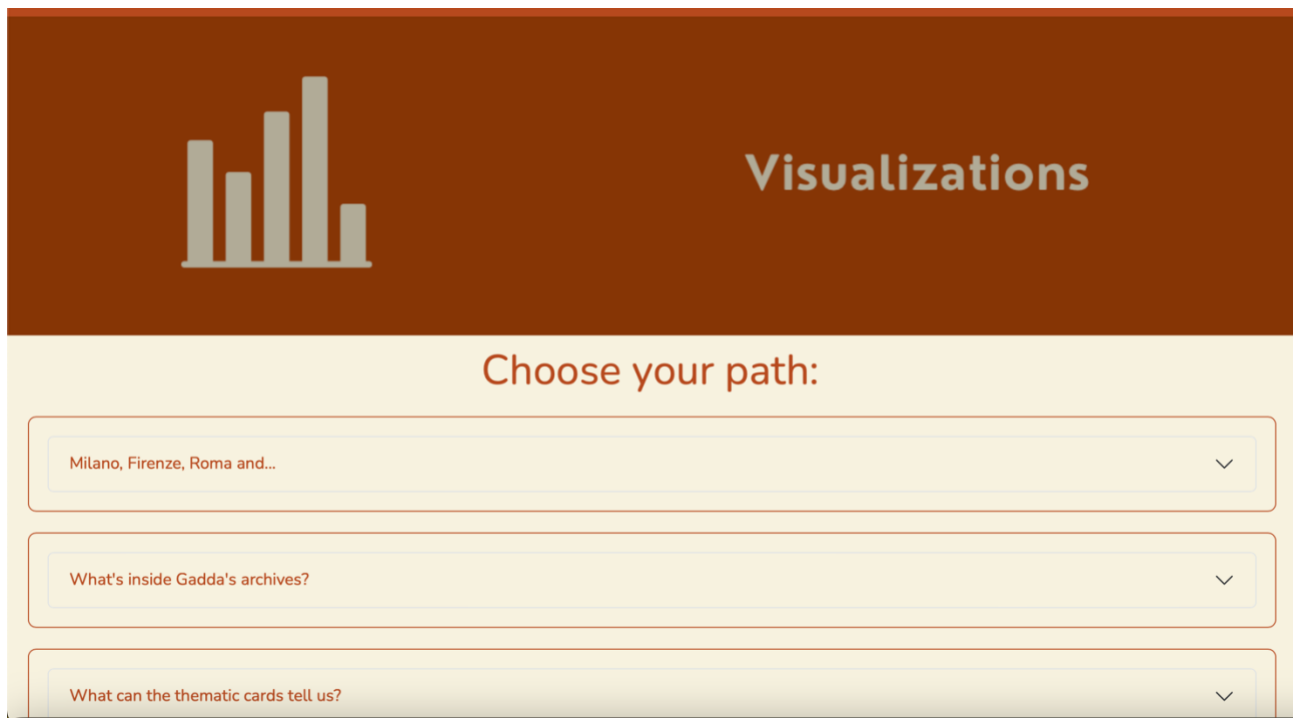 Visualizations
Choose your path:
Milano, Firenze, Roma and...
What's inside Gadda's archives?
What can the thematic cards tell us?